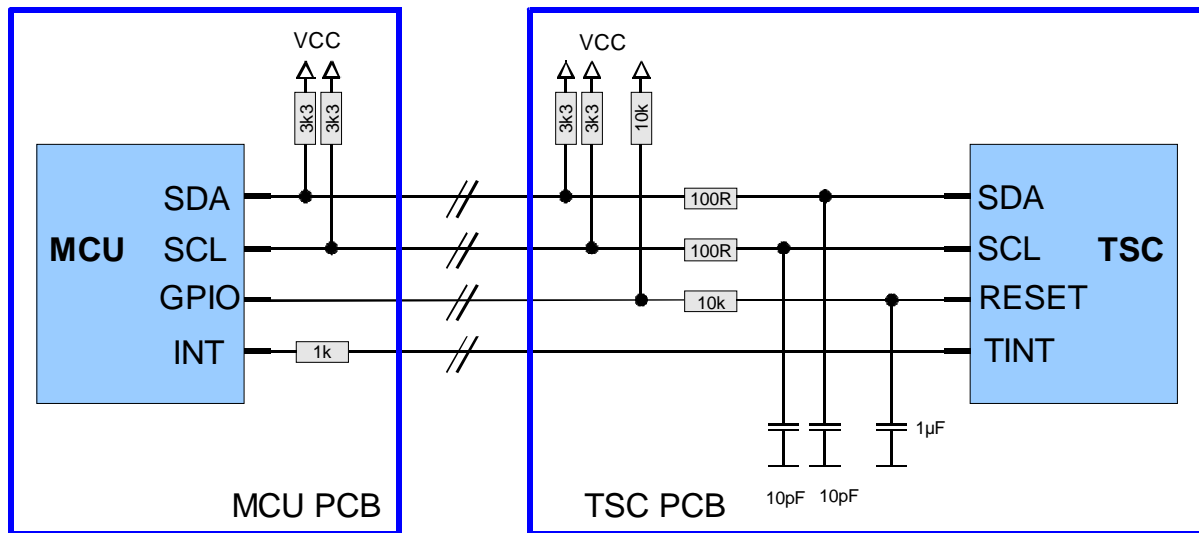 VCC
VCC
3k3
3k3
3k3
3k3
10k
MCU
SDA
SCL
GPIO
INT
1k
100R
100R
10k
SDA
SCL
RESET
TINT
TSC
1µF
10pF
10pF
MCU PCB
TSC PCB